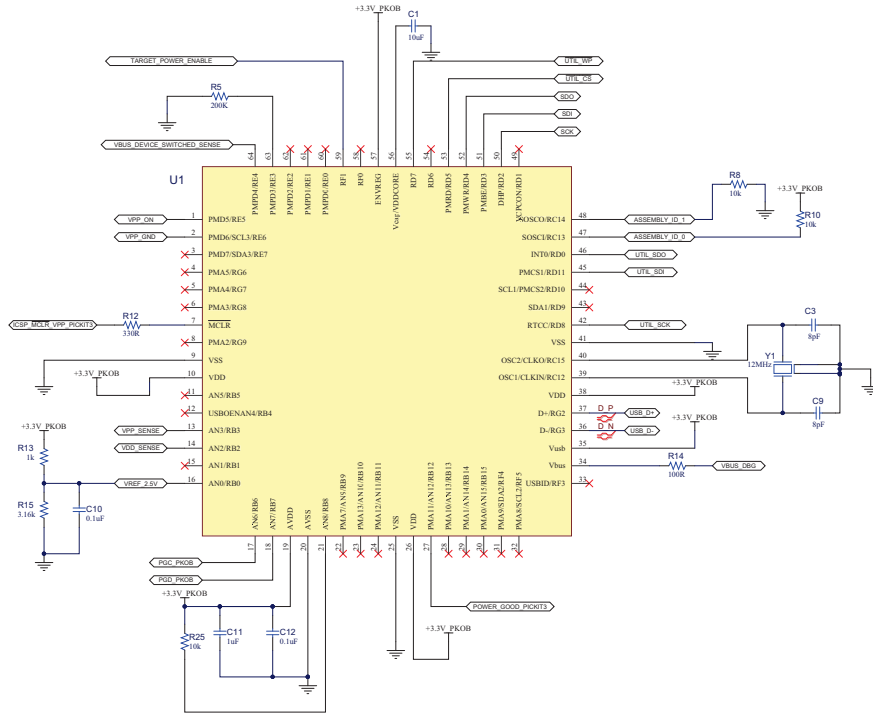 +3.3V_PKOB
C1
10uF
TARGET_POWER_ENABLE
UTIL_WP
UTIL_CS
R5
200K
SDO
SDI
SCK
VBUS_DEVICE_SWITCHED_SENSE
64
63
62
61
60
59
58
57
56
55
54
53
52
51
50
49
U1
PMPD4/RE4
PMPD3/RE3
PMPD2/RE2
PMPD1/RE1
PMPD0/RE0
RF1
RF0
ENVREG
Vcap/VDDCORE
RD7
RD6
PMRD/RD5
PMWR/RD4
PMBE/RD3
DHP/RD2
VCPCON/RD1
R8
10k
+3.3V_PKOB
R10
10k
VPP_ON
1
PMD5/RE5
SOSCO/RC14
48
ASSEMBLY_ID_1
VPP_GND
2
PMD6/SCL3/RE6
SOSCI/RC13
47
ASSEMBLY_ID_0
3
PMD7/SDA3/RE7
INT0/RD0
46
UTIL_SDO
4
PMA5/RG6
PMCS1/RD11
45
UTIL_SDI
5
PMA4/RG7
SCL1/PMCS2/RD10
44
6
PMA3/RG8
SDA1/RD9
43
ICSP_MCLR_VPP_PICKIT3
R12
330R
7
MCLR
RTCC/RD8
42
UTIL_SCK
C3
8pF
8
PMA2/RG9
VSS
41
9
VSS
OSC2/CLKO/RC15
40
Y1
12MHz
+3.3V_PKOB
10
VDD
OSC1/CLKIN/RC12
39
11
AN5/RB5
VDD
38
+3.3V_PKOB
C9
8pF
12
USBOENAN4/RB4
D+/RG2
37
D_P
USB_D+
+3.3V_PKOB
VPP_SENSE
13
AN3/RB3
D-/RG3
36
D_N
USB_D-
+3.3V_PKOB
R13
1k
VDD_SENSE
14
AN2/RB2
Vusb
35
15
AN1/RB1
Vbus
34
R14
100R
VBUS_DBG
VREF_2.5V
16
AN0/RB0
USBID/RF3
33
R15
3.16k
C10
0.1uF
AN6/RB6
AN7/RB7
AVDD
AVSS
AN8/RB8
PMA7/AN9/RB9
PMA13/AN10/RB10
PMA12/AN11/RB11
VSS
VDD
PMA11/AN12/RB12
PMA10/AN13/RB13
PMA1/AN14/RB14
PMA0/AN15/RB15
PMA9/SDA2/RF4
PMA8/SCL2/RF5
17
18
19
20
21
22
23
24
25
26
27
28
29
30
31
32
PGC_PKOB
PGD_PKOB
+3.3V_PKOB
POWER_GOOD_PICKIT3
+3.3V_PKOB
R25
10k
C11
1uF
C12
0.1uF